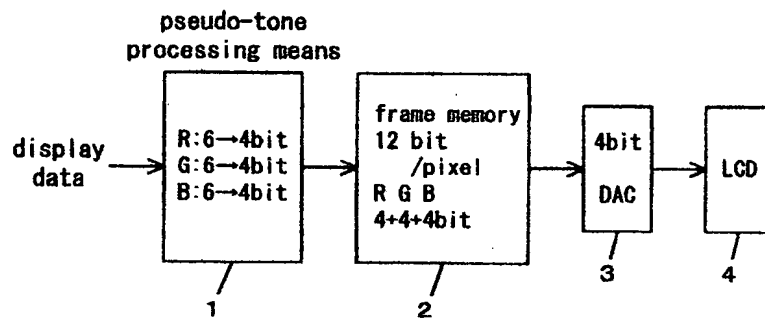 pseudo-tone
processing means
display
data
R:6→4bit
G:6→4bit
B:6→4bit
frame memory
12 bit
/pixel
R G B
4+4+4bit
4bit
DAC
LCD
1
2
3
4